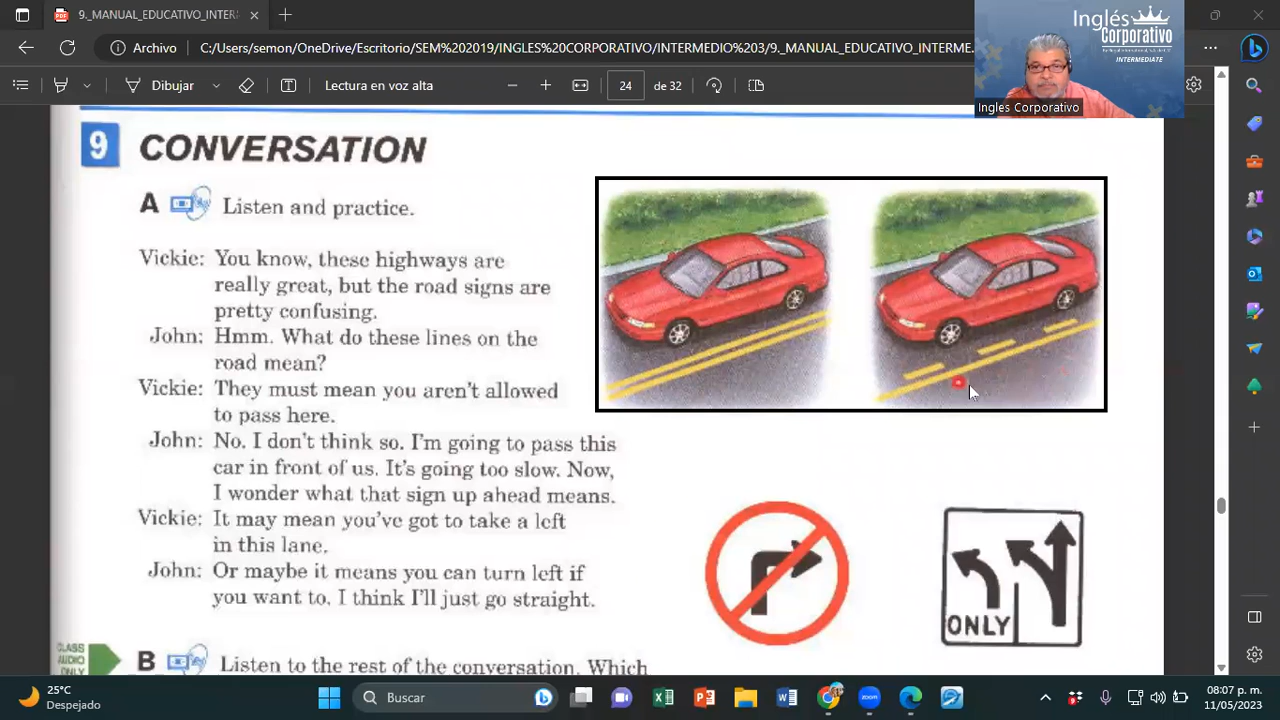 9._MANUAL_EDUCATIVO_INTER
Inglés
Corporativo
INTERMEDIATE
Ingles Corporativo
Archivo
C:/Users/semon/OneDrive/Escritorio/SEM%202019/INGLES%20CORPORATIVO/INTERMEDIO%203/9._MANUAL_EDUCATIVO_INTERME...
Dibujar
Lectura en voz alta
24 de 32
9 CONVERSATION
A Listen and practice.
Vickie: You know, these highways are
really great, but the road signs are
pretty confusing.
John: Hmm. What do these lines on the
road mean?
Vickie: They must mean you aren't allowed
to pass here.
John: No. I don't think so. I'm going to pass this
car in front of us. It's going too slow. Now,
I wonder what that sign up ahead means.
Vickie: It may mean you've got to take a left
in this lane.
John: Or maybe it means you can turn left if
you want to. I think I'll just go straight.
ONLY
CLASS
AUDIO
ONLY
B Listen to the rest of the conversation. Which
25°C
Despejado
Buscar
08:07 p. m.
11/05/2023